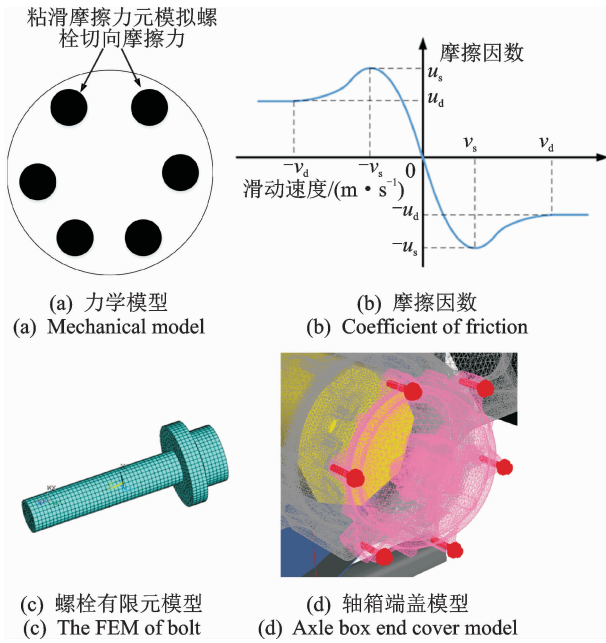 粘滑摩擦力元模拟螺
栓切向摩擦力
摩擦因数
u_s
u_d
v_s
v_d
-v_d
-v_s
0
滑动速度/(m·s⁻¹)
-u_d
-u_s
(a) 力学模型
(a) Mechanical model
(b) 摩擦因数
(b) Coefficient of friction
(c) 螺栓有限元模型
(c) The FEM of bolt
(d) 轴箱端盖模型
(d) Axle box end cover model